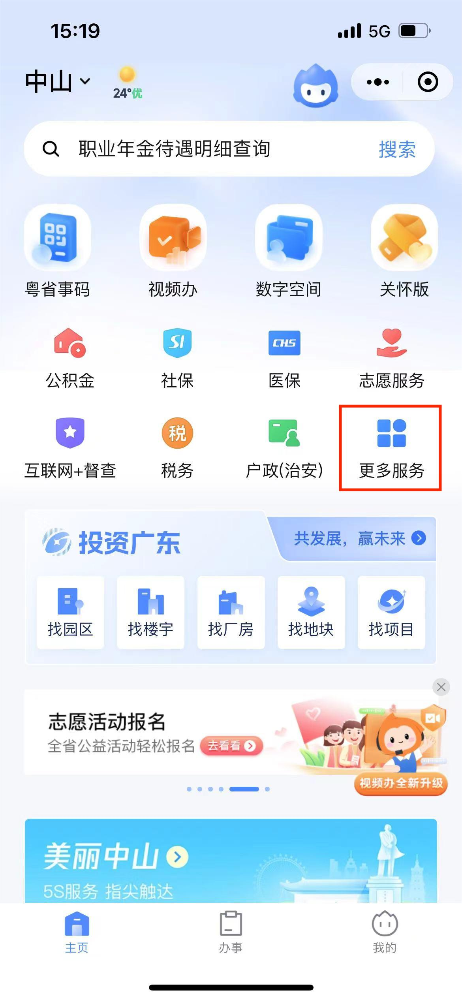 15:19
5G
中山
24°优
职业年金待遇明细查询
搜索
粤省事码
视频办
数字空间
关怀版
SI
CHS
公积金
社保
医保
志愿服务
税
互联网+督查
税务
户政(治安)
更多服务
投资广东
共发展，赢未来
找园区
找楼宇
找厂房
找地块
找项目
志愿活动报名
全省公益活动轻松报名
去看看
视频办全新升级
美丽中山
5S服务 指尖触达
主页
办事
我的